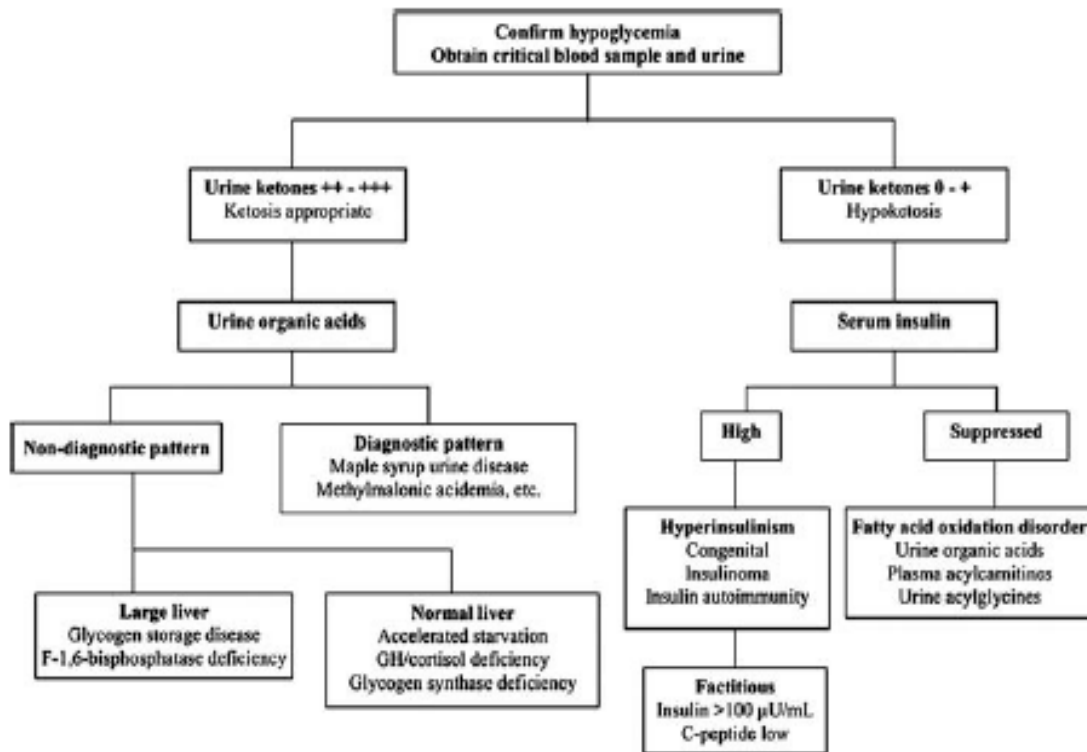 Confirm hypoglycemia
Obtain critical blood sample and urine
Urine ketones ++ - +++
Ketosis appropriate
Urine ketones 0 - +
Hypoketosis
Urine organic acids
Serum insulin
Non-diagnostic pattern
Diagnostic pattern
Maple syrup urine disease
Methylmalonic acidemia, etc.
High
Suppressed
Large liver
Glycogen storage disease
F-1,6-bisphosphatase deficiency
Normal liver
Accelerated starvation
GH/cortisol deficiency
Glycogen synthase deficiency
Hyperinsulinism
Congenital
Insulinoma
Insulin autoimmunity
Fatty acid oxidation disorder
Urine organic acids
Plasma acylcarnitines
Urine acylglycines
Factitious
Insulin >100 µU/mL
C-peptide low